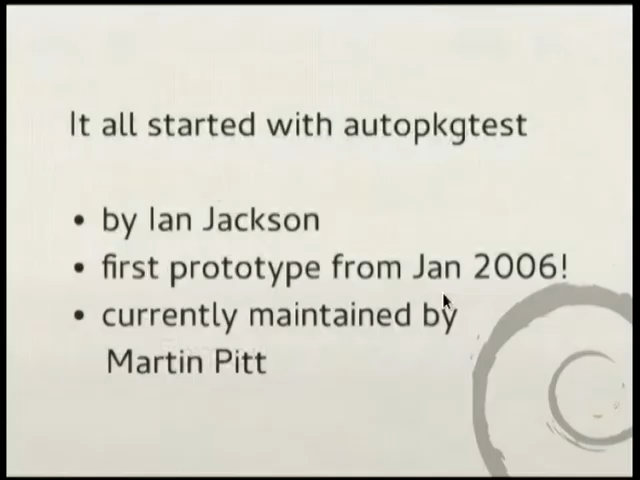 It all started with autopkgtest
• by Ian Jackson
• first prototype from Jan 2006!
• currently maintained by
Martin Pitt